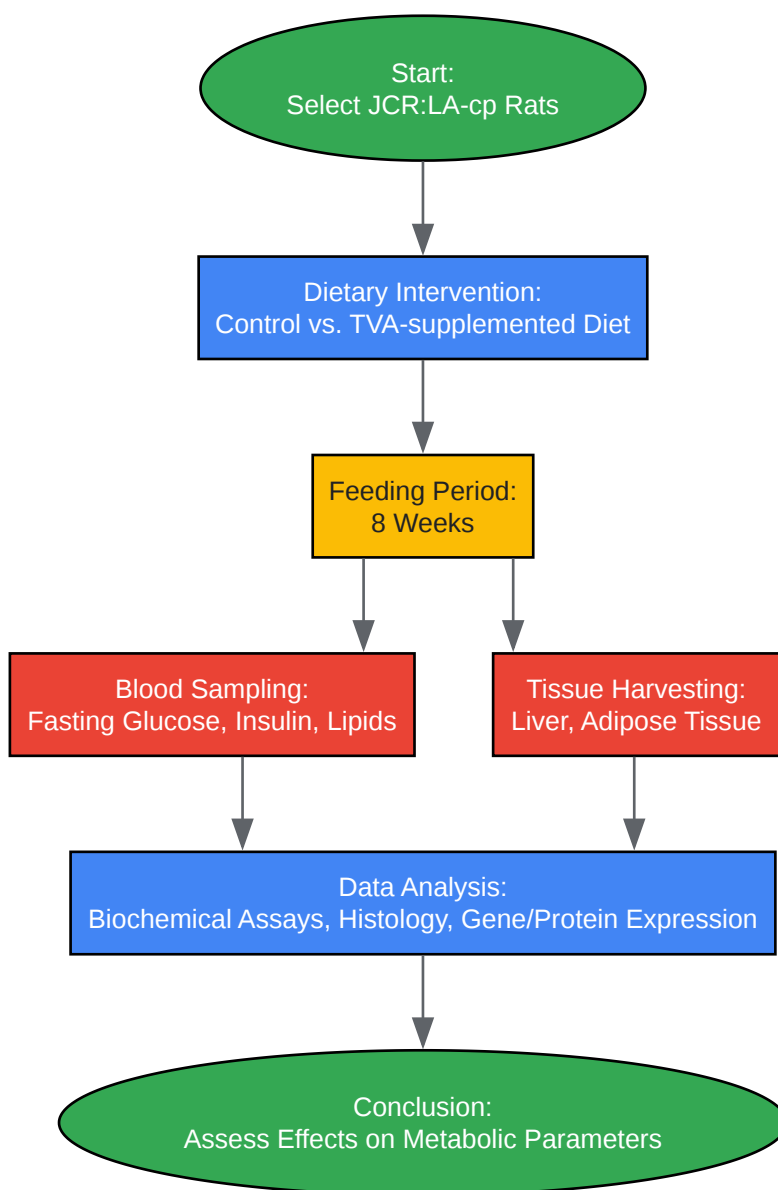 Start:
Select JCR:LA-cp Rats
Dietary Intervention:
Control vs. TVA-supplemented Diet
Feeding Period:
8 Weeks
Blood Sampling:
Fasting Glucose, Insulin, Lipids
Tissue Harvesting:
Liver, Adipose Tissue
Data Analysis:
Biochemical Assays, Histology, Gene/Protein Expression
Conclusion:
Assess Effects on Metabolic Parameters